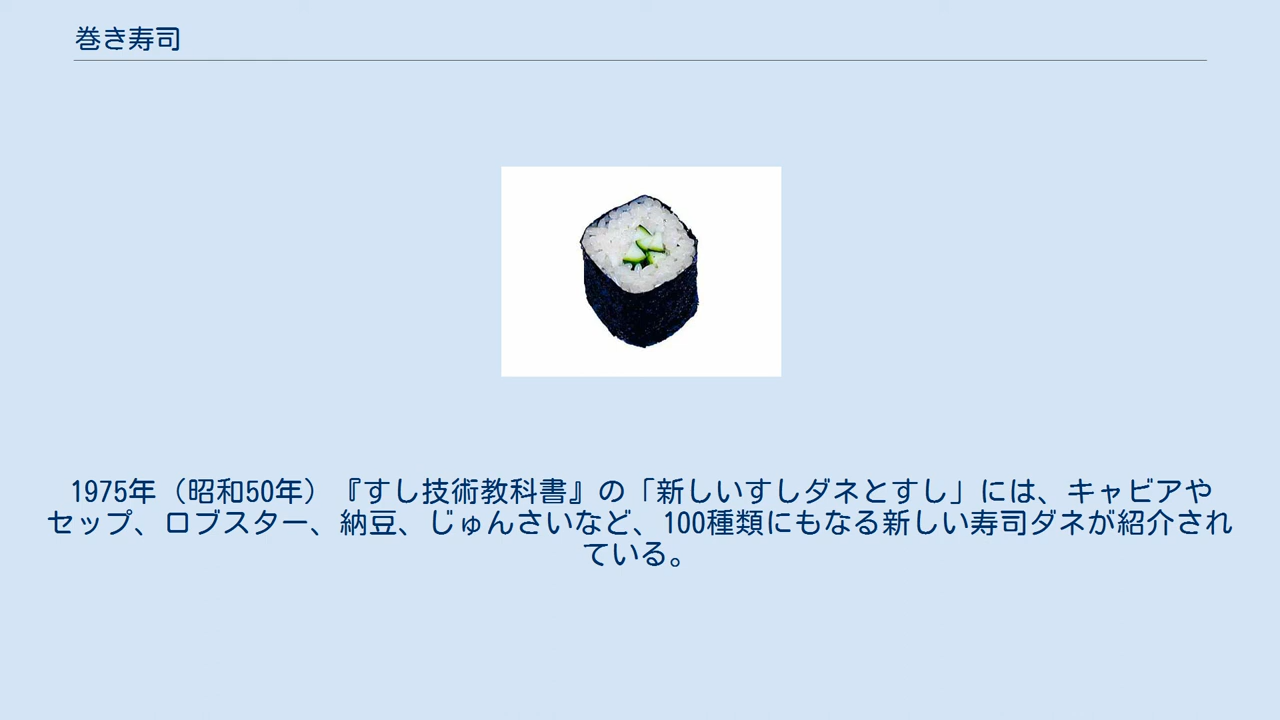 巻き寿司
1975年（昭和50年）『すし技術教科書』の「新しいすしダネとすし」には、キャビアや
セップ、ロブスター、納豆、じゅんさいなど、100種類にもなる新しい寿司ダネが紹介され
ている。